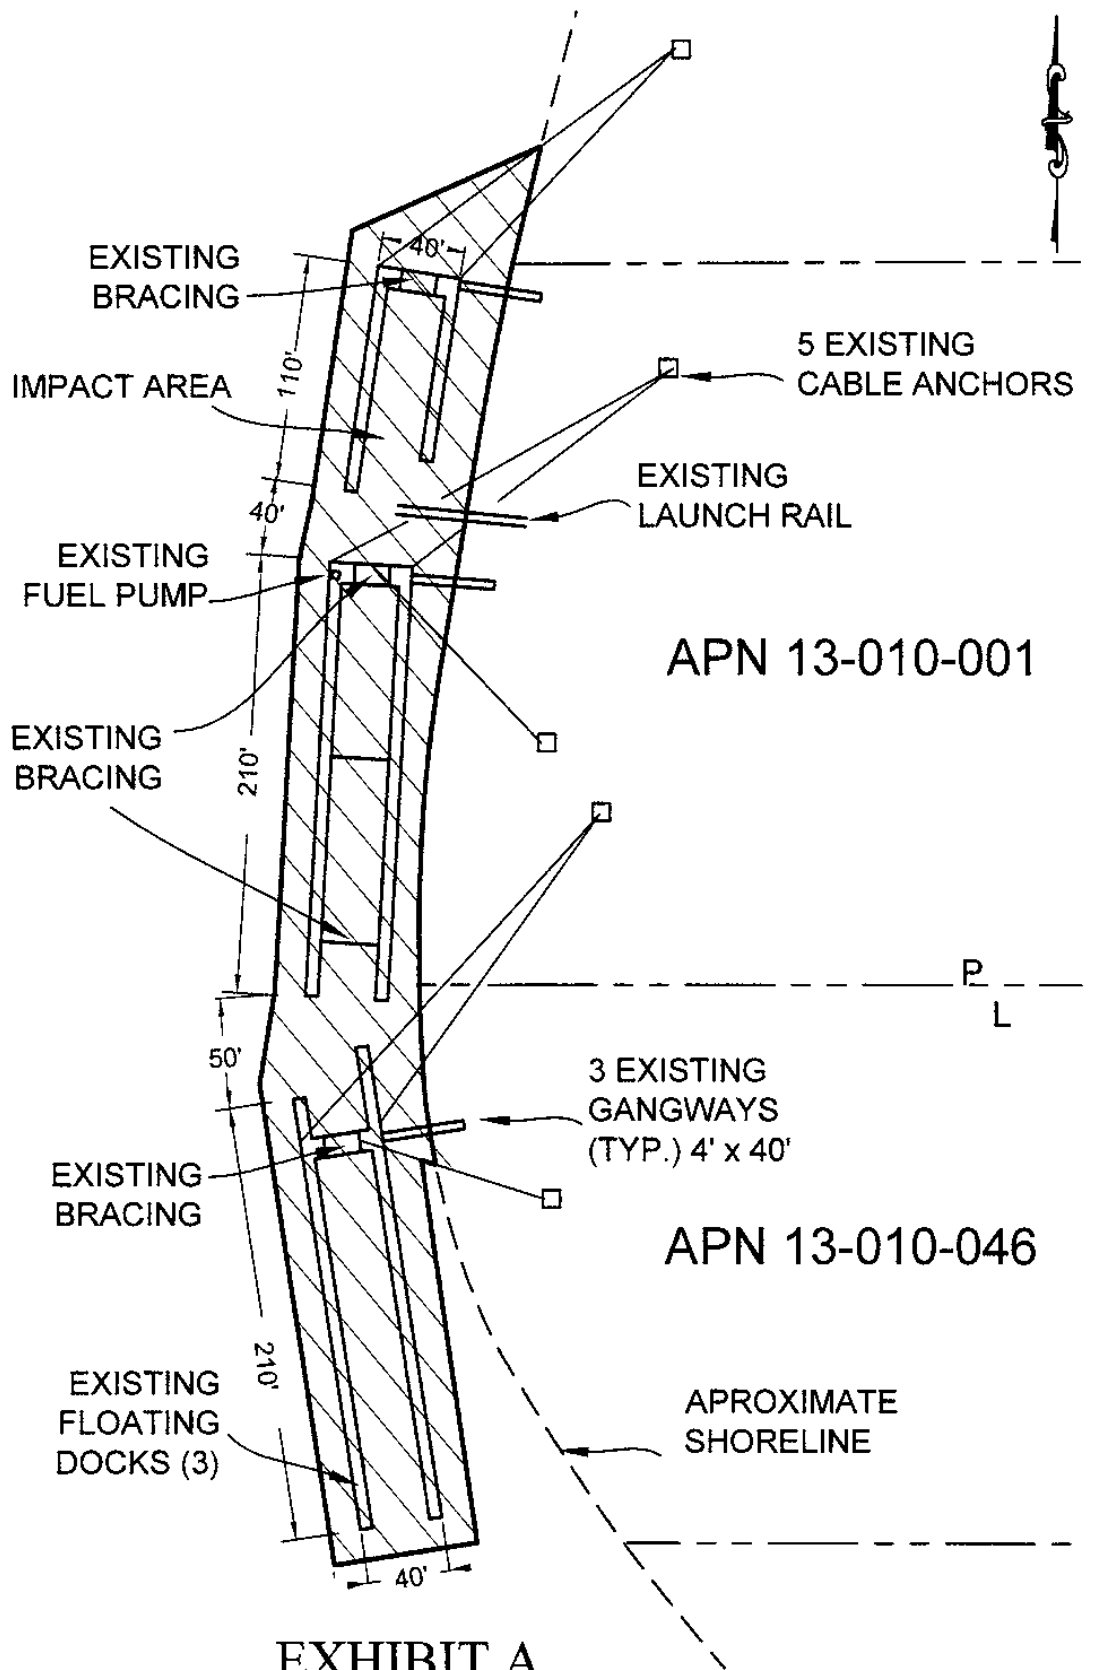 40'
EXISTING
BRACING
110'
5 EXISTING
CABLE ANCHORS
IMPACT AREA
EXISTING
LAUNCH RAIL
40'
EXISTING
FUEL PUMP
APN 13-010-001
EXISTING
BRACING
210'
P
L
50'
3 EXISTING
GANGWAYS
(TYP.) 4' x 40'
EXISTING
BRACING
APN 13-010-046
210'
EXISTING
FLOATING
DOCKS (3)
APROXIMATE
SHORELINE
40'
EXHIBIT A